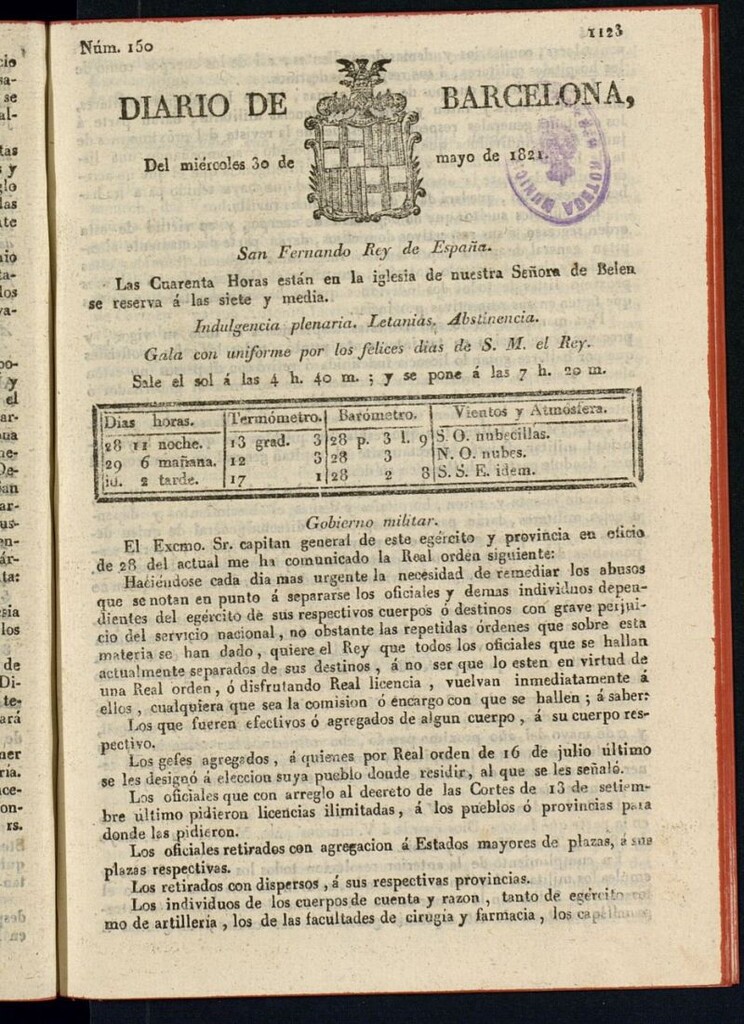 Núm. 150
1123
DIARIO DE BARCELONA,
Del miércoles 30 de mayo de 1821.
San Fernando Rey de España.
Las Cuarenta Horas están en la iglesia de nuestra Señora de Belen
se reserva á las siete y media.
Indulgencia plenaria. Letanias. Abstinencia.
Gala con uniforme por los felices dias de S. M. el Rey.
Sale el sol á las 4 h. 40 m. ; y se pone á las 7 h. 20 m.
Dias horas. Termómetro. Barómetro. Vientos y Atmósfera.
28 11 noche. 13 grad. 3 28 p. 3 l. 9 S. O. nubecillas.
29 6 mañana. 12 3 28 3 N. O. nubes.
id. 2 tarde. 17 1 28 2 8 S. S. E. idem.
Gobierno militar.
El Excmo. Sr. capitan general de este egército y provincia en oficio
de 28 del actual me ha comunicado la Real orden siguiente:
Haciéndose cada dia mas urgente la necesidad de remediar los abusos
que se notan en punto á separarse los oficiales y demas individuos depen-
dientes del egército de sus respectivos cuerpos ó destinos con grave perjui-
cio del servicio nacional, no obstante las repetidas órdenes que sobre esta
materia se han dado, quiere el Rey que todos los oficiales que se hallan
actualmente separados de sus destinos, á no ser que lo esten en virtud de
una Real orden, ó disfrutando Real licencia, vuelvan inmediatamente á
ellos, cualquiera que sea la comision ó encargo con que se hallen; á saber:
Los que fueren efectivos ó agregados de algun cuerpo, á su cuerpo res-
pectivo.
Los gefes agregados, á quienes por Real orden de 16 de julio último
se les designó á eleccion suya pueblo donde residir, al que se les señaló.
Los oficiales que con arreglo al decreto de las Cortes de 13 de setiem-
bre último pidieron licencias ilimitadas, á los pueblos ó provincias para
donde las pidieron.
Los oficiales retirados con agregacion á Estados mayores de plazas, á sus
plazas respectivas.
Los retirados con dispersos, á sus respectivas provincias.
Los individuos de los cuerpos de cuenta y razon, tanto de egército co-
mo de artilleria, los de las facultades de cirugia y farmacia, los capellanes